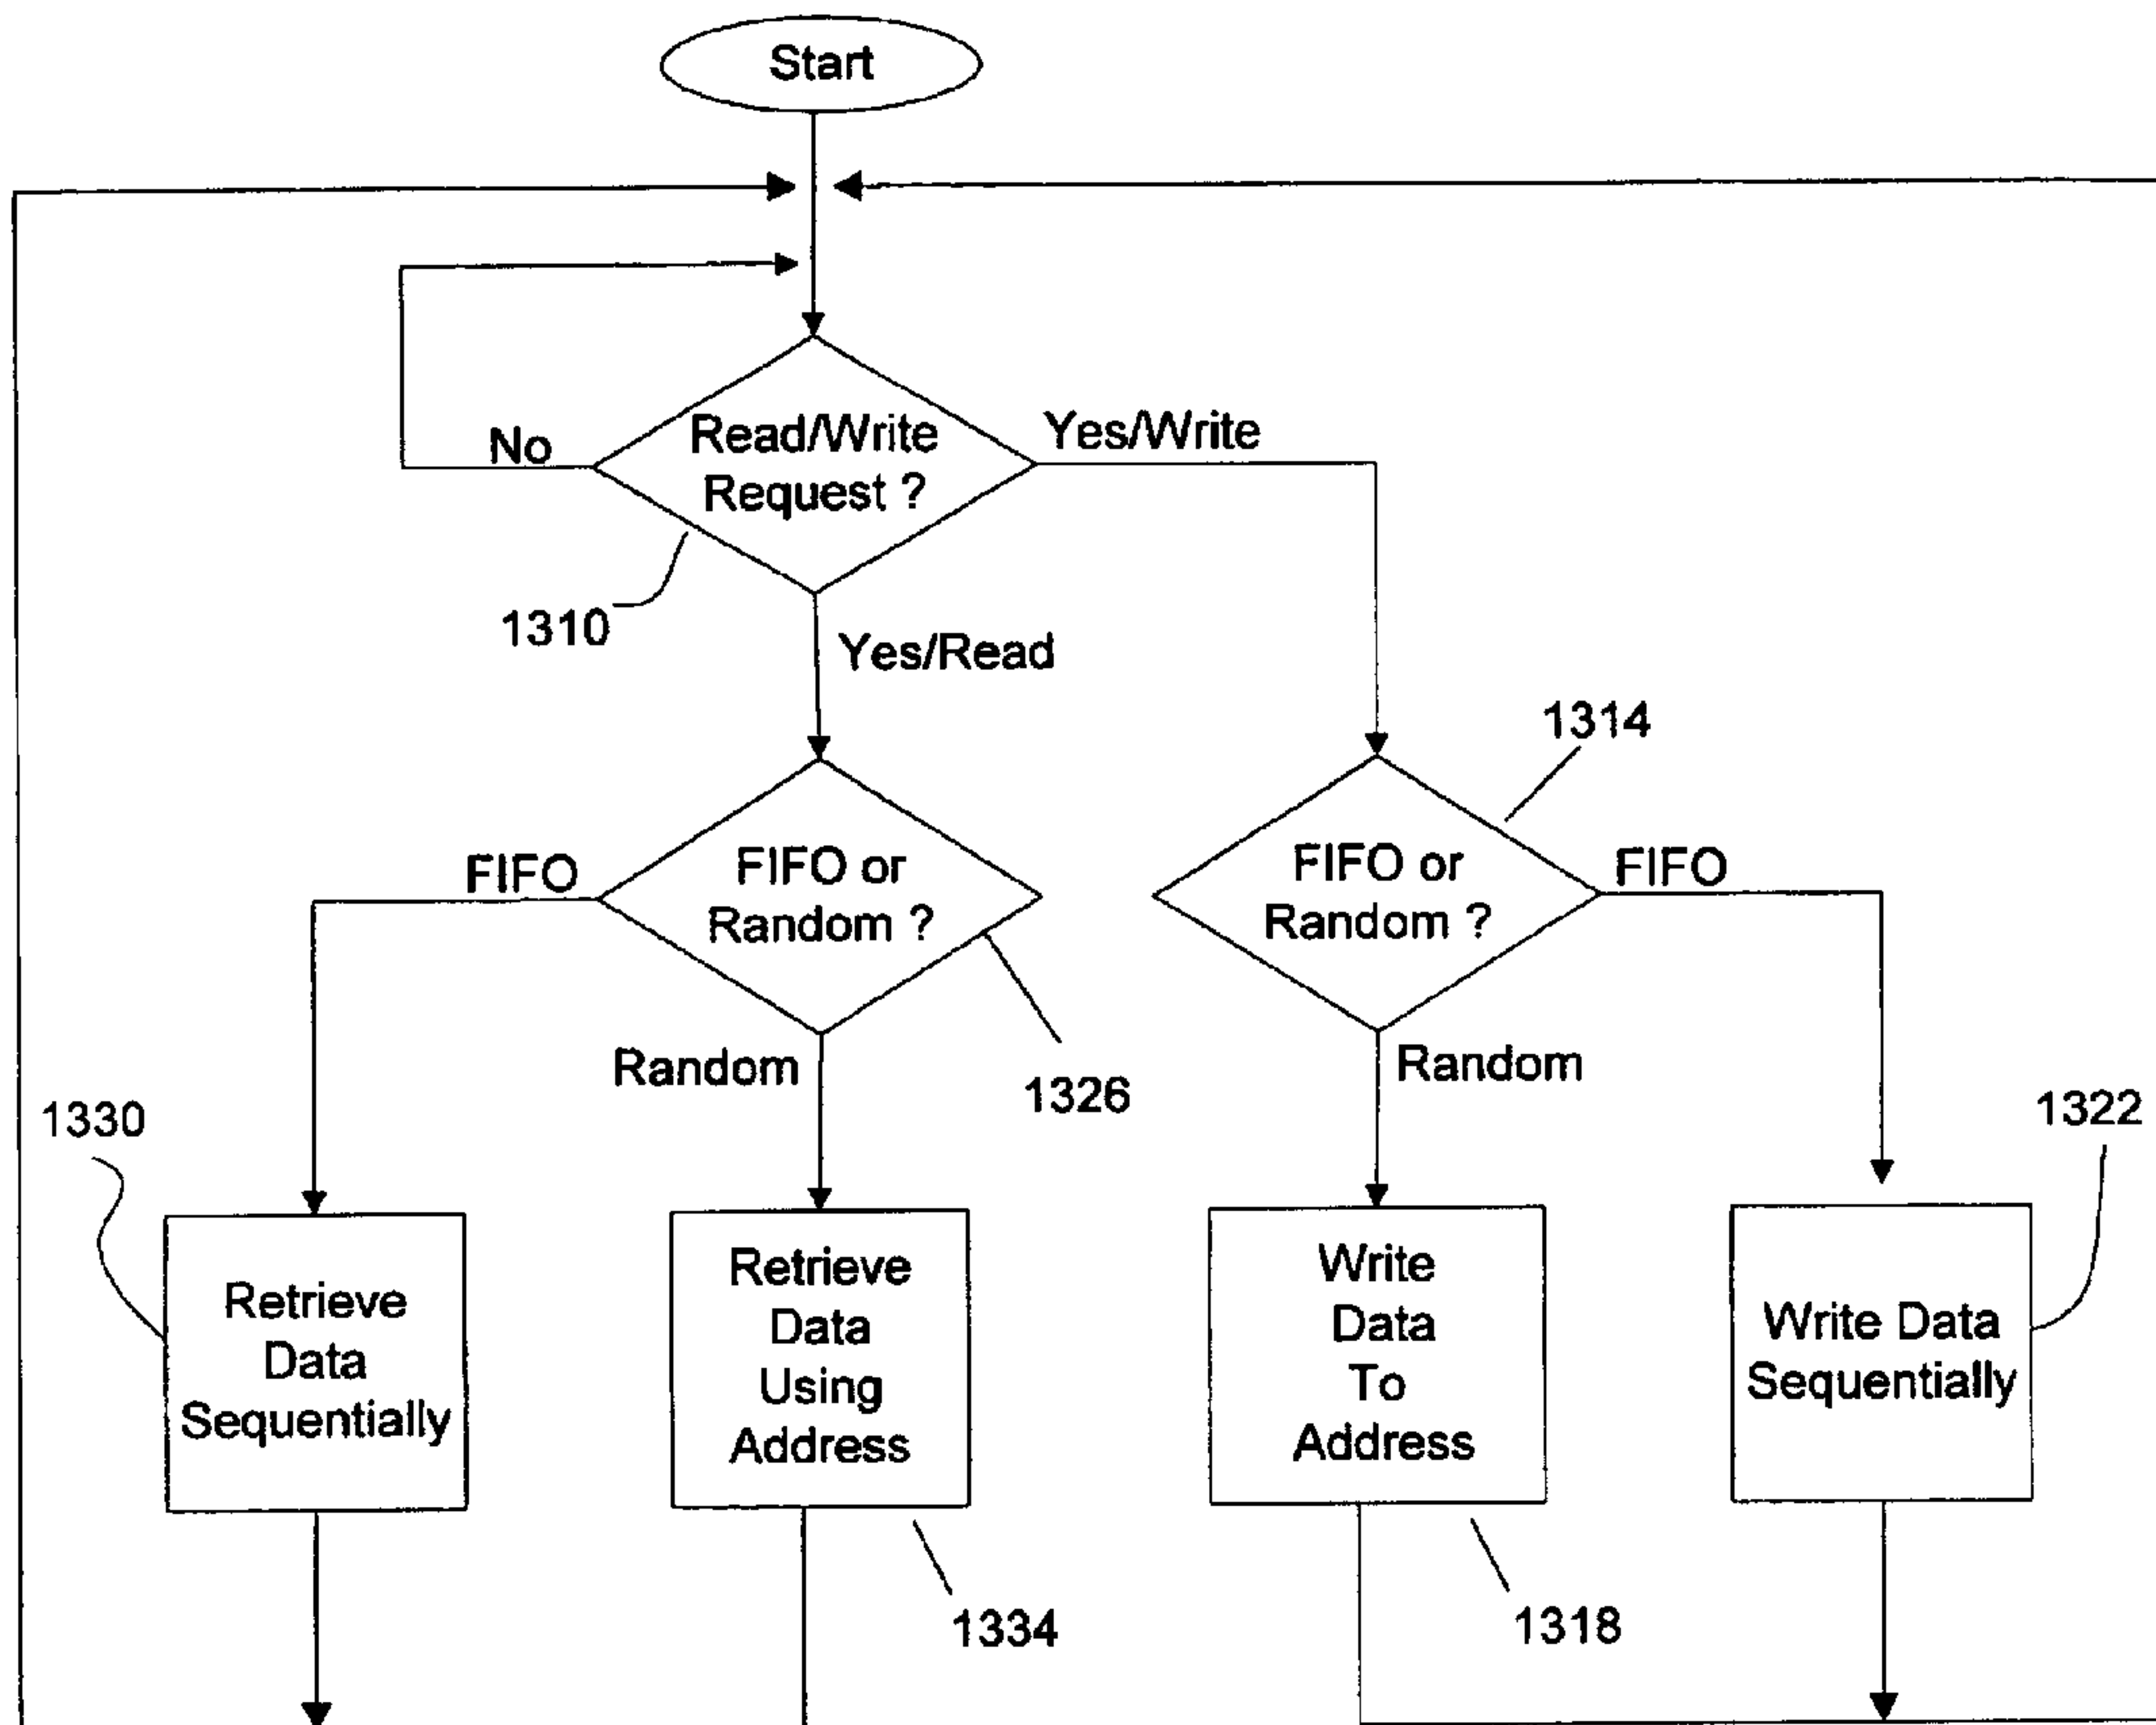 Start
No
Read/Write
Request ?
Yes/Write
1310
Yes/Read
1314
FIFO
FIFO or
Random ?
FIFO or
Random ?
FIFO
Random
1326
Random
1330
1322
Retrieve
Data
Sequentially
Retrieve
Data
Using
Address
Write
Data
To
Address
Write Data
Sequentially
1334
1318